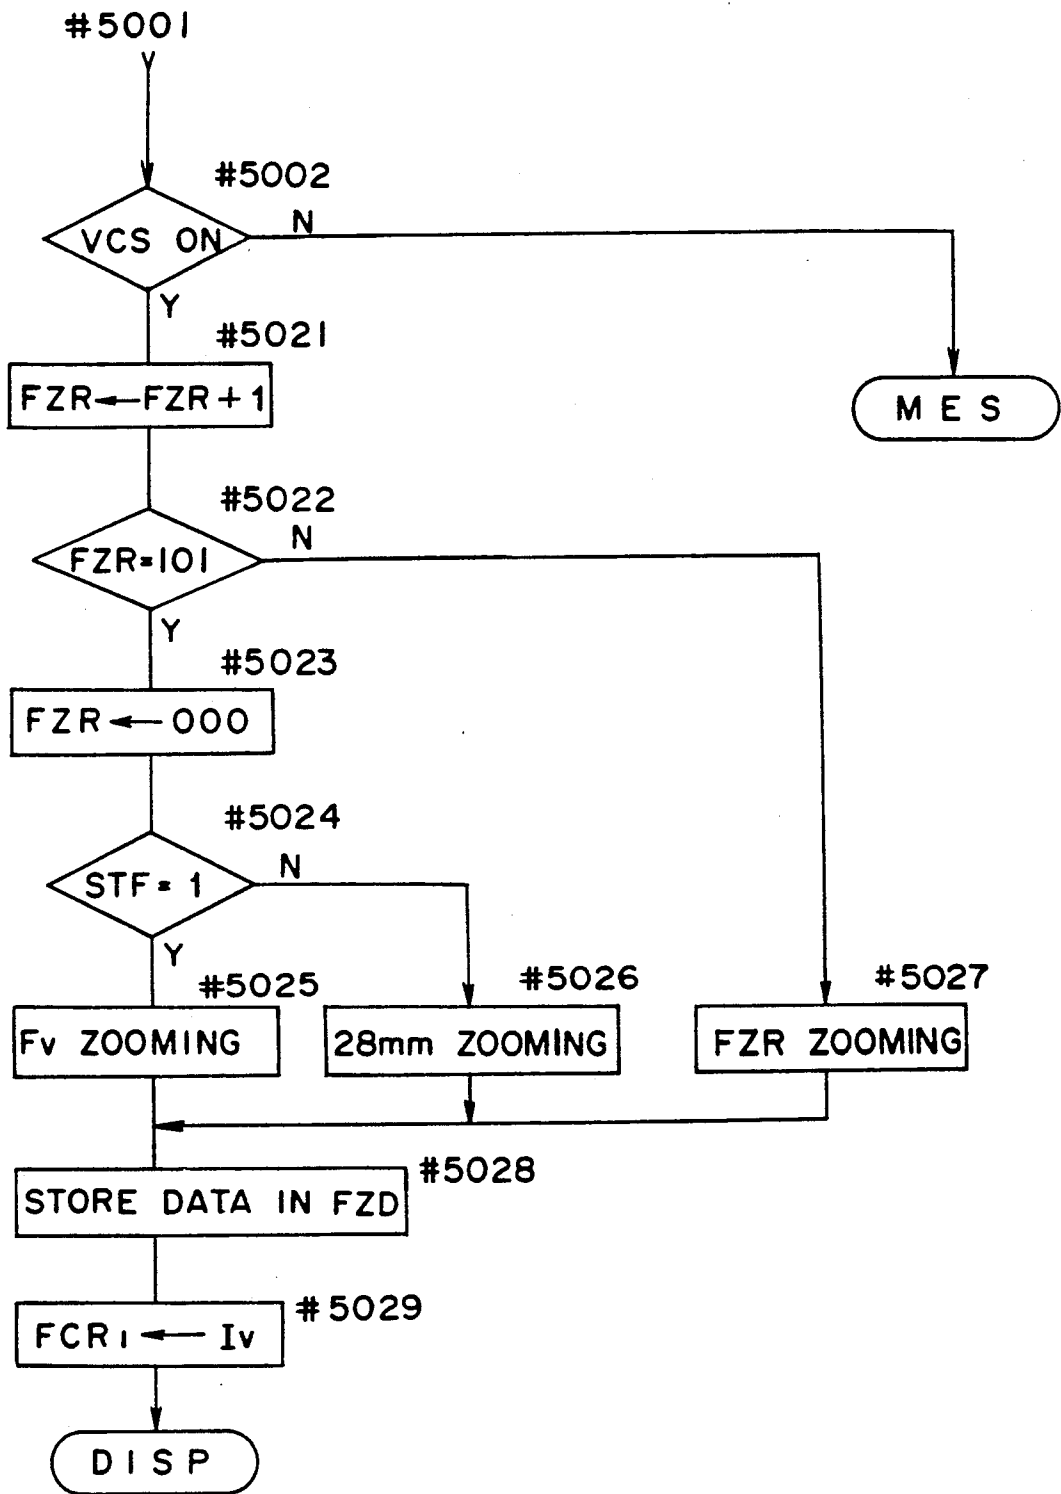 #5001
#5002
VCS ON
N
Y
#5021
FZR←FZR+1
MES
#5022
FZR=101
N
Y
#5023
FZR←000
#5024
STF=1
N
Y
#5025
Fv ZOOMING
#5026
28mm ZOOMING
#5027
FZR ZOOMING
#5028
STORE DATA IN FZD
#5029
FCR1←Iv
DISP